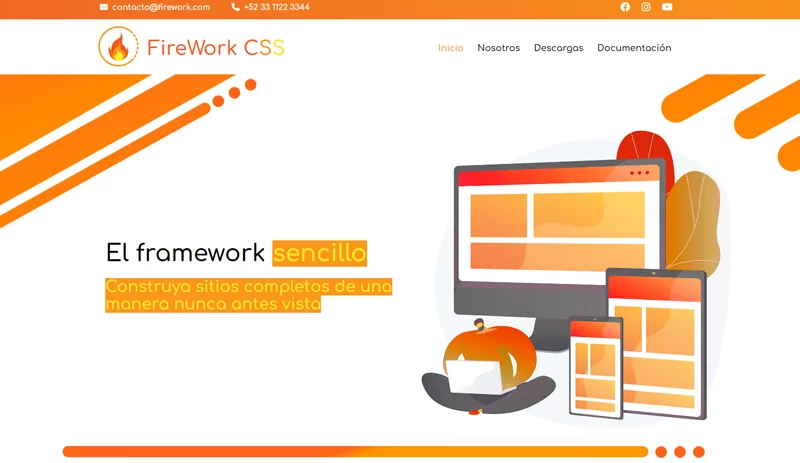 contacto@firework.com +52 33 1122 3344
FireWork CSS
Inicio Nosotros Descargas Documentación
El framework sencillo
Construya sitios completos de una
manera nunca antes vista